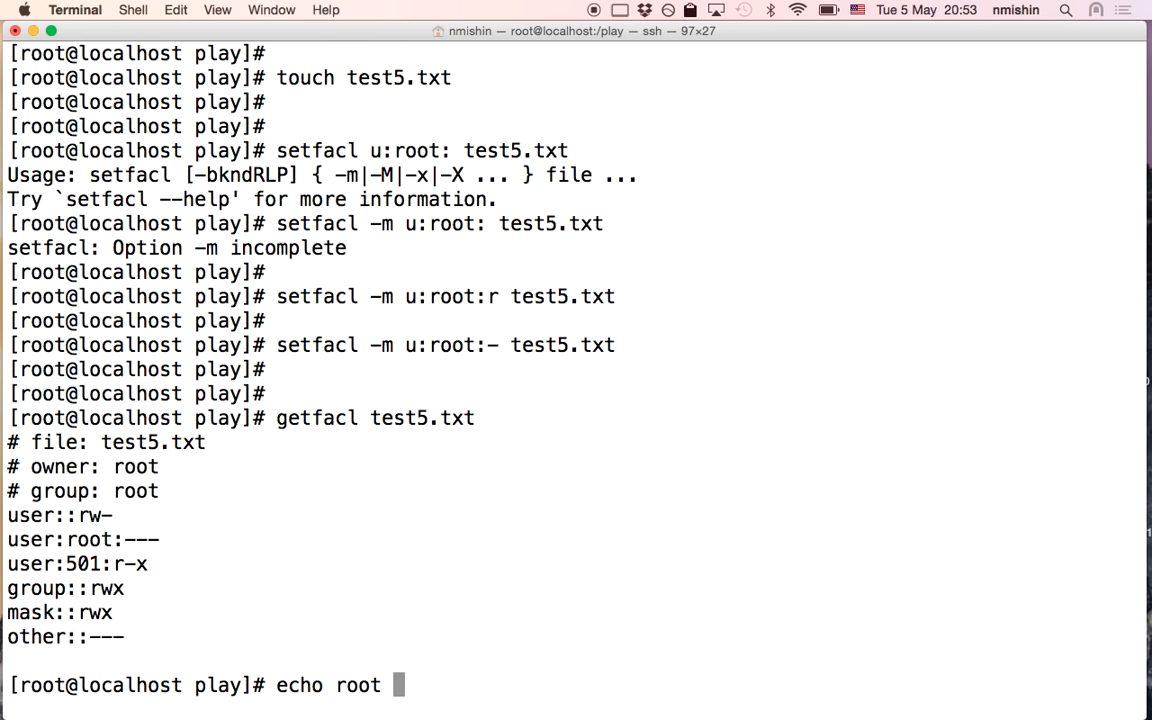 Terminal Shell Edit View Window Help Tue 5 May 20:53 nmishin
nmishin — root@localhost:/play — ssh — 97×27
[root@localhost play]#
[root@localhost play]# touch test5.txt
[root@localhost play]#
[root@localhost play]#
[root@localhost play]# setfacl u:root: test5.txt
Usage: setfacl [-bkndRLP] { -m|-M|-x|-X ... } file ...
Try `setfacl --help' for more information.
[root@localhost play]# setfacl -m u:root: test5.txt
setfacl: Option -m incomplete
[root@localhost play]#
[root@localhost play]# setfacl -m u:root:r test5.txt
[root@localhost play]#
[root@localhost play]# setfacl -m u:root:- test5.txt
[root@localhost play]#
[root@localhost play]#
[root@localhost play]# getfacl test5.txt
# file: test5.txt
# owner: root
# group: root
user::rw-
user:root:---
user:501:r-x
group::rwx
mask::rwx
other::---
[root@localhost play]# echo root